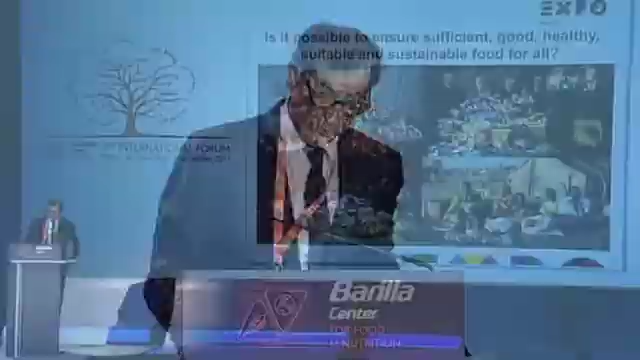 EXPO
Is it possible to ensure sufficient, good, healthy,
suitable and sustainable food for all?
INTERNATIONAL FORUM
Barilla
Center
FOR FOOD
& NUTRITION